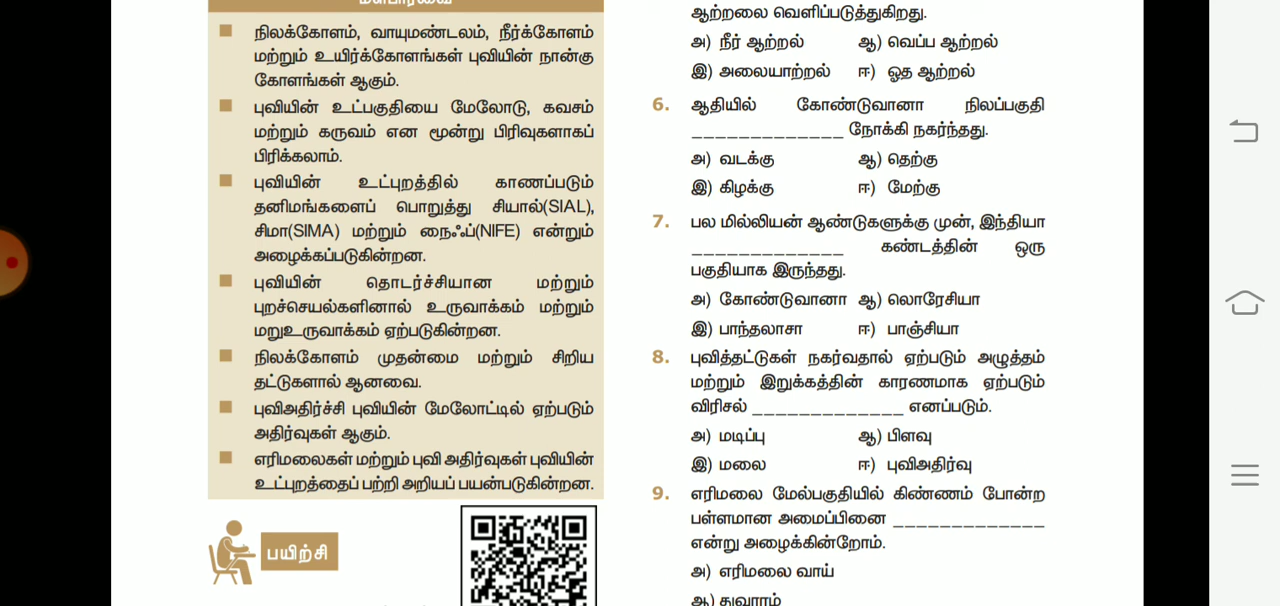 நிலக்கோளம், வாயுமண்டலம், நீர்க்கோளம்
மற்றும் உயிர்க்கோளங்கள் புவியின் நான்கு
கோளங்கள் ஆகும்.
புவியின் உட்பகுதியை மேலோடு, கவசம்
மற்றும் கருவம் என மூன்று பிரிவுகளாகப்
பிரிக்கலாம்.
புவியின் உட்புறத்தில் காணப்படும்
தனிமங்களைப் பொறுத்து சியால்(SIAL),
சிமா(SIMA) மற்றும் நைஃப்(NIFE) என்றும்
அழைக்கப்படுகின்றன.
புவியின் தொடர்ச்சியான மற்றும்
புறச்செயல்களினால் உருவாக்கம் மற்றும்
மறுஉருவாக்கம் ஏற்படுகின்றன.
நிலக்கோளம் முதன்மை மற்றும் சிறிய
தட்டுகளால் ஆனவை.
புவிஅதிர்ச்சி புவியின் மேலோட்டில் ஏற்படும்
அதிர்வுகள் ஆகும்.
எரிமலைகள் மற்றும் புவி அதிர்வுகள் புவியின்
உட்புறத்தைப் பற்றி அறியப் பயன்படுகின்றன.
பயிற்சி
ஆற்றலை வெளிப்படுத்துகிறது.
அ) நீர் ஆற்றல் ஆ) வெப்ப ஆற்றல்
இ) அலையாற்றல் ஈ) ஓத ஆற்றல்
6. ஆதியில் கோண்டுவானா நிலப்பகுதி
_____________ நோக்கி நகர்ந்தது.
அ) வடக்கு ஆ) தெற்கு
இ) கிழக்கு ஈ) மேற்கு
7. பல மில்லியன் ஆண்டுகளுக்கு முன், இந்தியா
_____________ கண்டத்தின் ஒரு
பகுதியாக இருந்தது.
அ) கோண்டுவானா ஆ) லொரேசியா
இ) பாந்தலாசா ஈ) பாஞ்சியா
8. புவித்தட்டுகள் நகர்வதால் ஏற்படும் அழுத்தம்
மற்றும் இறுக்கத்தின் காரணமாக ஏற்படும்
விரிசல் _____________ எனப்படும்.
அ) மடிப்பு ஆ) பிளவு
இ) மலை ஈ) புவிஅதிர்வு
9. எரிமலை மேல்பகுதியில் கிண்ணம் போன்ற
பள்ளமான அமைப்பினை _____________
என்று அழைக்கின்றோம்.
அ) எரிமலை வாய்
ஆ) துவாரம்